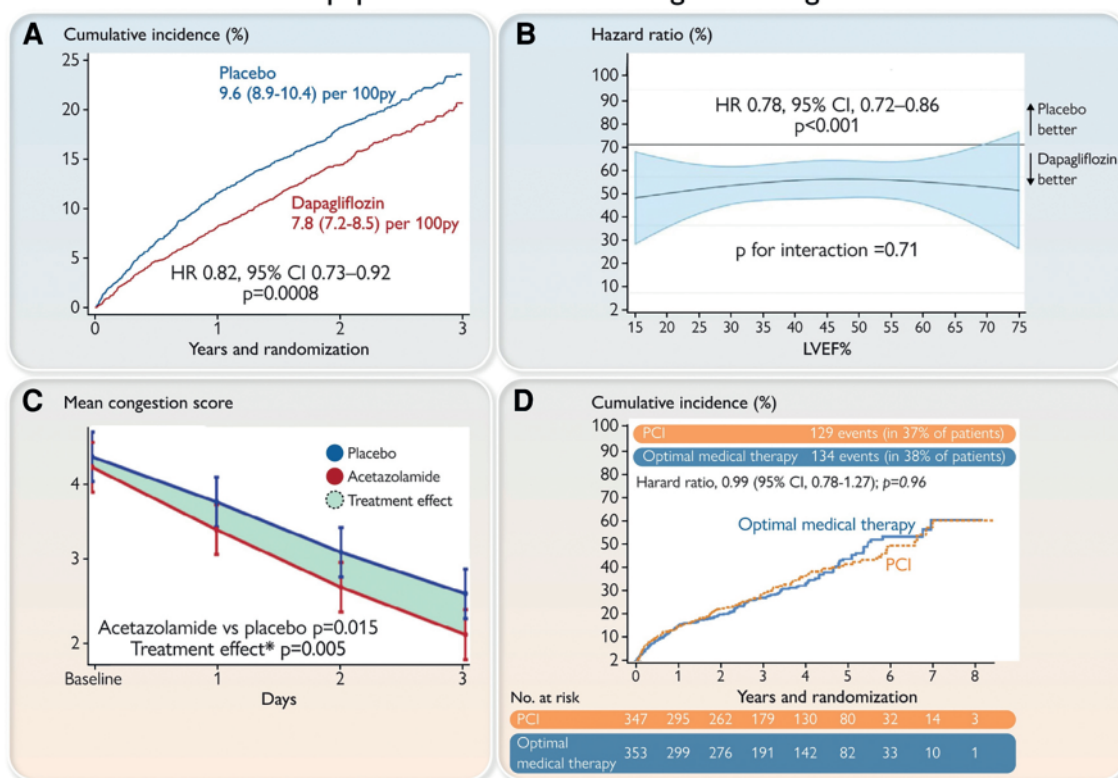 A Cumulative incidence (%)
25
20
15
10
5
0
Placebo
9.6 (8.9-10.4) per 100py
Dapagliflozin
7.8 (7.2-8.5) per 100py
HR 0.82, 95% CI 0.73–0.92
p=0.0008
0 1 2 3
Years and randomization
B Hazard ratio (%)
100
90
80
70
60
50
40
30
20
10
2
HR 0.78, 95% CI, 0.72–0.86
p<0.001
Placebo
better
Dapagliflozin
better
p for interaction =0.71
15 20 25 30 35 40 45 50 55 60 65 70 75
LVEF%
C Mean congestion score
4
3
2
Placebo
Acetazolamide
Treatment effect
Acetazolamide vs placebo p=0.015
Treatment effect* p=0.005
Baseline 1 2 3
Days
D Cumulative incidence (%)
100
90
80
70
60
50
40
30
20
10
2
PCI 129 events (in 37% of patients)
Optimal medical therapy 134 events (in 38% of patients)
Harard ratio, 0.99 (95% CI, 0.78-1.27); p=0.96
Optimal medical therapy
PCI
0 1 2 3 4 5 6 7 8
Years and randomization
No. at risk
PCI 347 295 262 179 130 80 32 14 3
Optimal
medical therapy 353 299 276 191 142 82 33 10 1